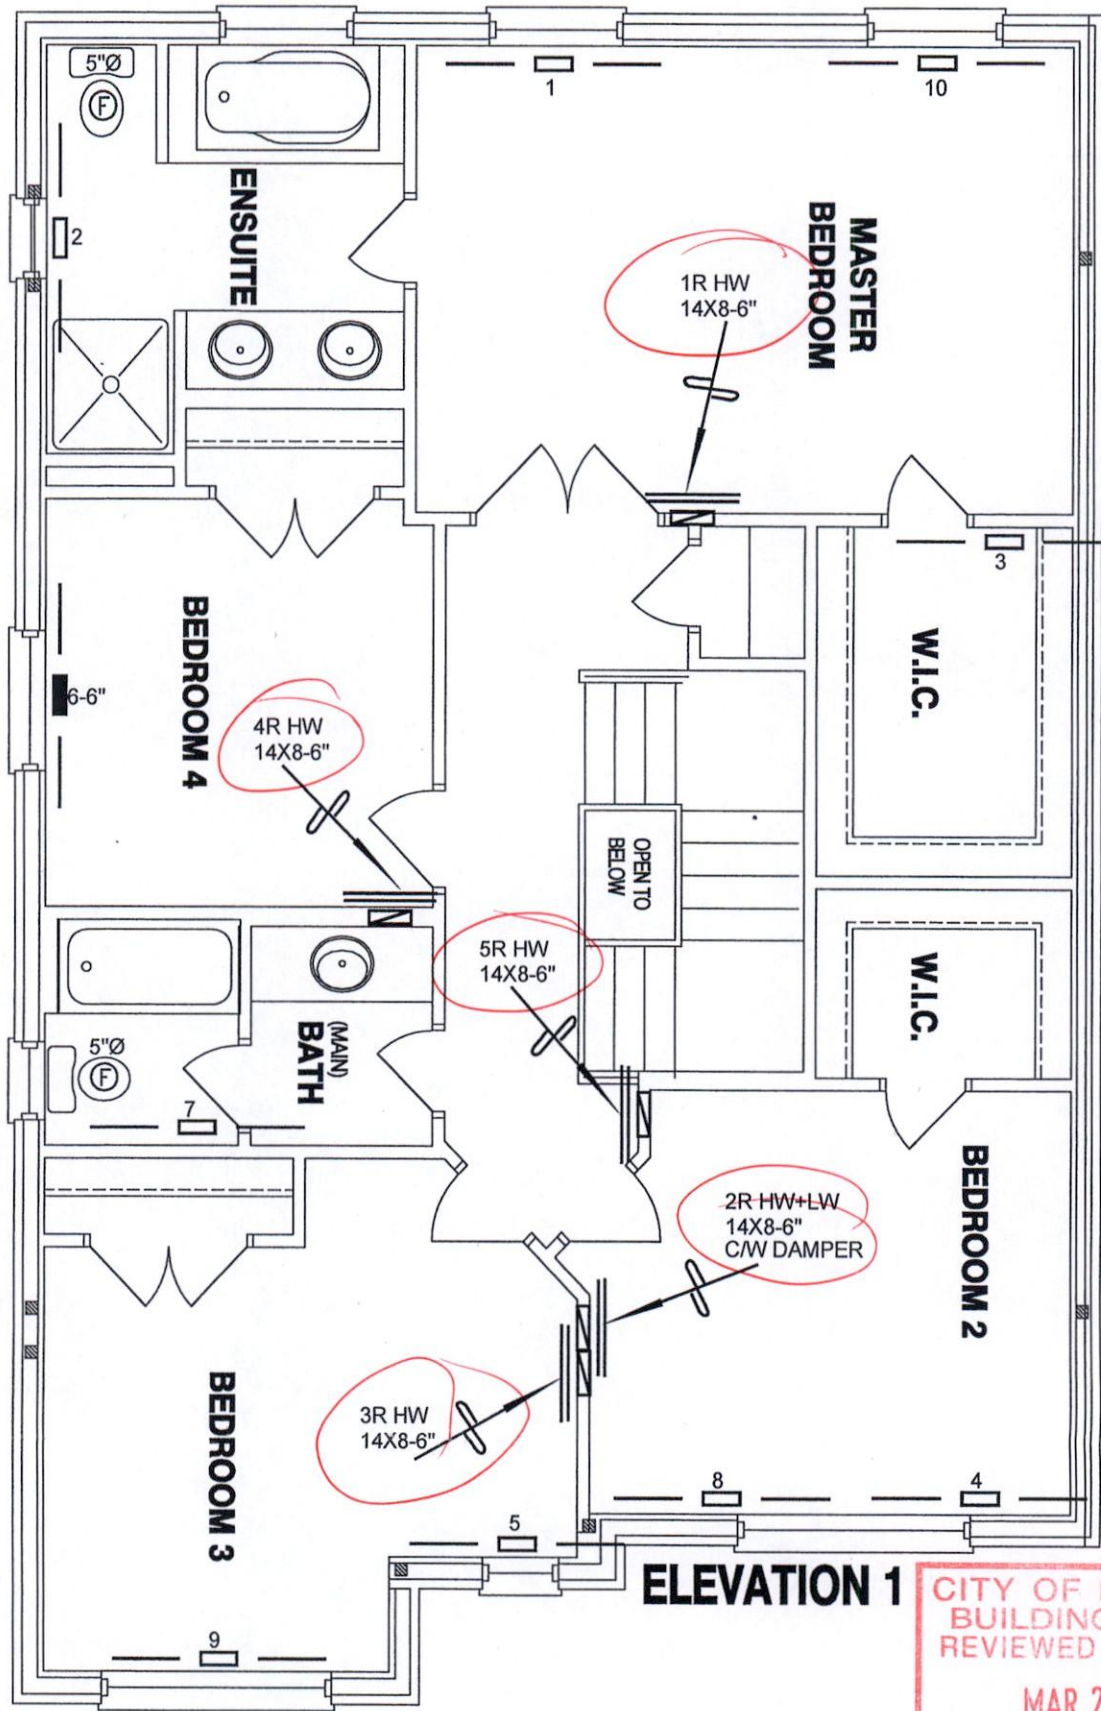 5"Ø
F
1
10
ENSUITE
2
MASTER
BEDROOM
1R HW
14X8-6"
3
W.I.C.
BEDROOM 4
6-6"
4R HW
14X8-6"
OPEN TO
BELOW
5R HW
14X8-6"
W.I.C.
(MAIN)
BATH
5"Ø
F
7
BEDROOM 2
2R HW+LW
14X8-6"
C/W DAMPER
BEDROOM 3
3R HW
14X8-6"
8
4
5
9
ELEVATION 1
CITY OF
BUILDING
REVIEWED
MAR 2